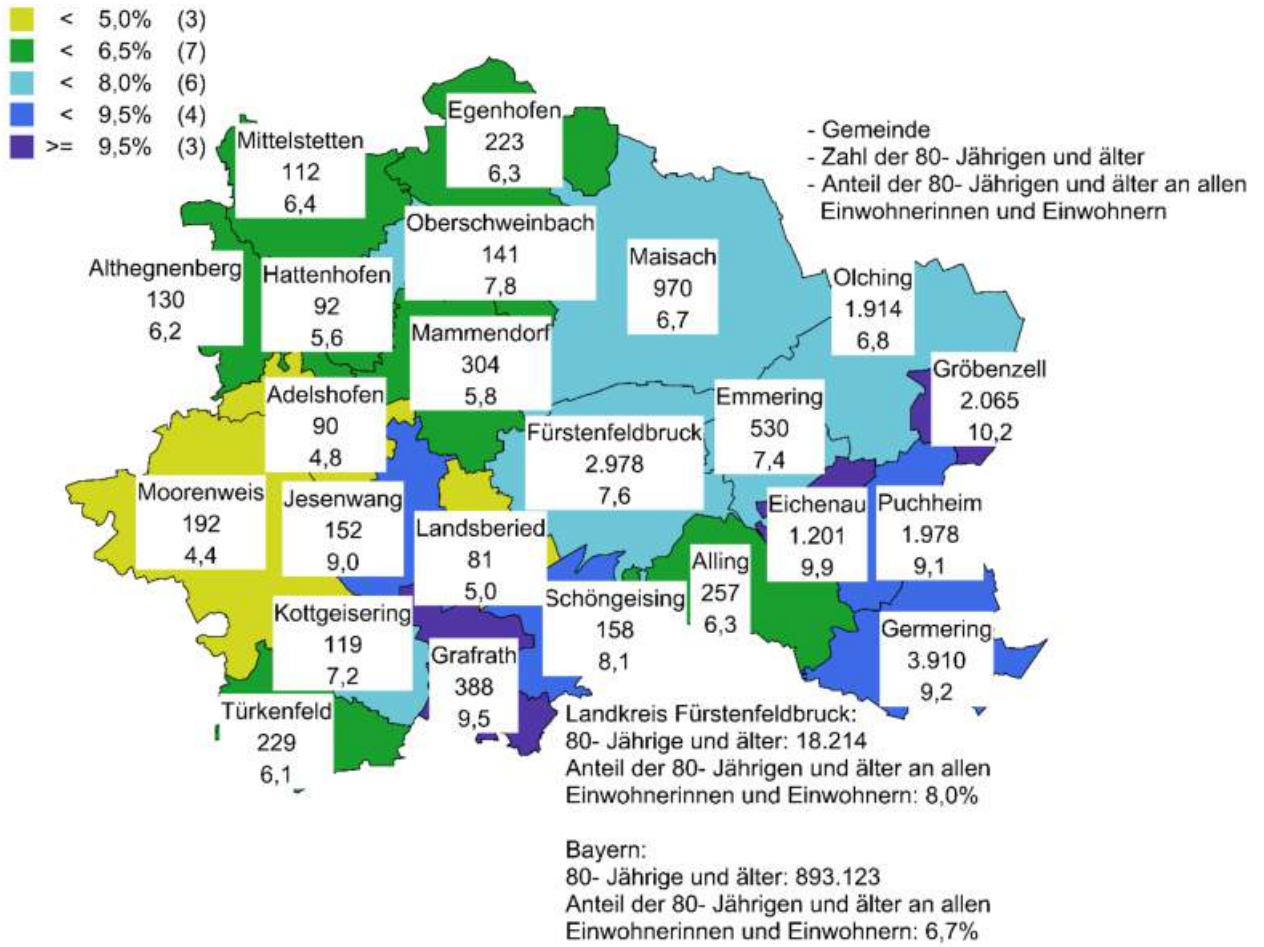 < 5,0% (3)
< 6,5% (7)
< 8,0% (6)
< 9,5% (4)
>= 9,5% (3)
- Gemeinde
- Zahl der 80- Jährigen und älter
- Anteil der 80- Jährigen und älter an allen
Einwohnerinnen und Einwohnern
Egenhofen
223
6,3
Mittelstetten
112
6,4
Oberschweinbach
141
7,8
Maisach
970
6,7
Althegnenberg
130
6,2
Hattenhofen
92
5,6
Olching
1.914
6,8
Mammendorf
304
5,8
Gröbenzell
2.065
10,2
Adelshofen
90
4,8
Emmering
530
7,4
Fürstenfeldbruck
2.978
7,6
Moorenweis
192
4,4
Jesenwang
152
9,0
Eichenau
1.201
9,9
Puchheim
1.978
9,1
Landsberied
81
5,0
Alling
257
6,3
Schöngeising
158
8,1
Kottgeisering
119
7,2
Germering
3.910
9,2
Grafrath
388
9,5
Türkenfeld
229
6,1
Landkreis Fürstenfeldbruck:
80- Jährige und älter: 18.214
Anteil der 80- Jährigen und älter an allen
Einwohnerinnen und Einwohnern: 8,0%
Bayern:
80- Jährige und älter: 893.123
Anteil der 80- Jährigen und älter an allen
Einwohnerinnen und Einwohnern: 6,7%